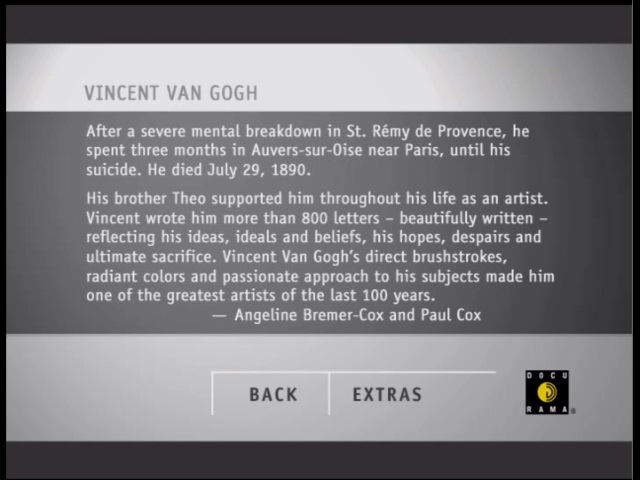 VINCENT VAN GOGH
After a severe mental breakdown in St. Rémy de Provence, he
spent three months in Auvers-sur-Oise near Paris, until his
suicide. He died July 29, 1890.
His brother Theo supported him throughout his life as an artist.
Vincent wrote him more than 800 letters – beautifully written –
reflecting his ideas, ideals and beliefs, his hopes, despairs and
ultimate sacrifice. Vincent Van Gogh's direct brushstrokes,
radiant colors and passionate approach to his subjects made him
one of the greatest artists of the last 100 years.
— Angeline Bremer-Cox and Paul Cox
BACK EXTRAS
DOCU
RAMA®